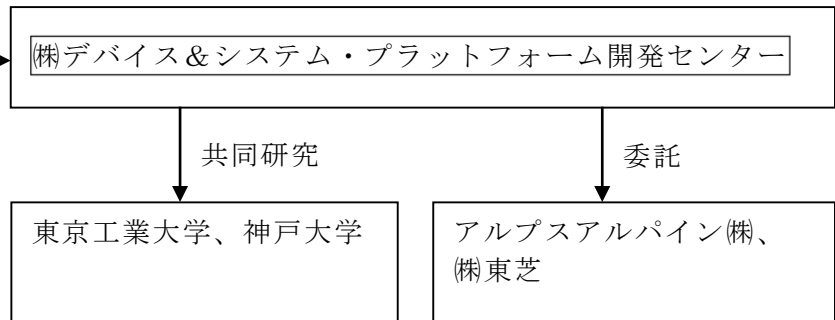 ㈱デバイス＆システム・プラットフォーム開発センター
共同研究
委託
東京工業大学、神戸大学
アルプスアルパイン㈱、
㈱東芝